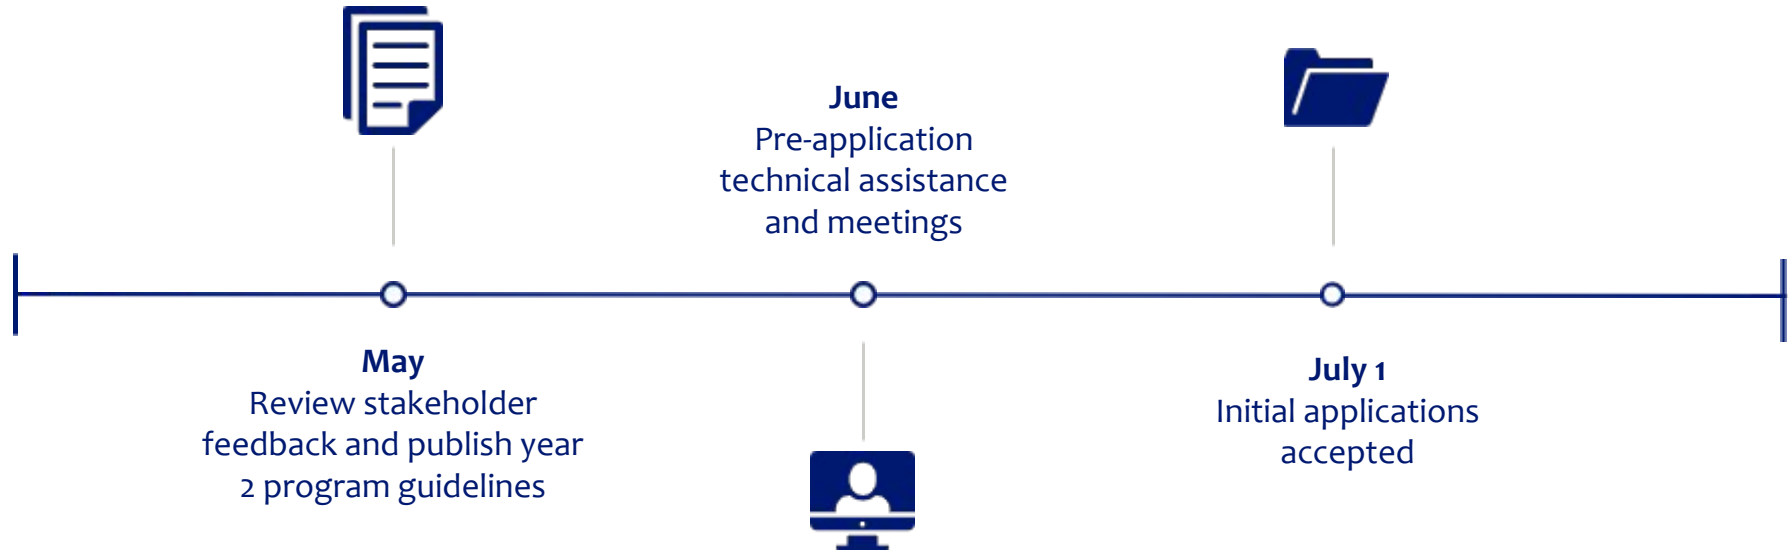 May
Review stakeholder
feedback and publish year
2 program guidelines
June
Pre-application
technical assistance
and meetings
July 1
Initial applications
accepted